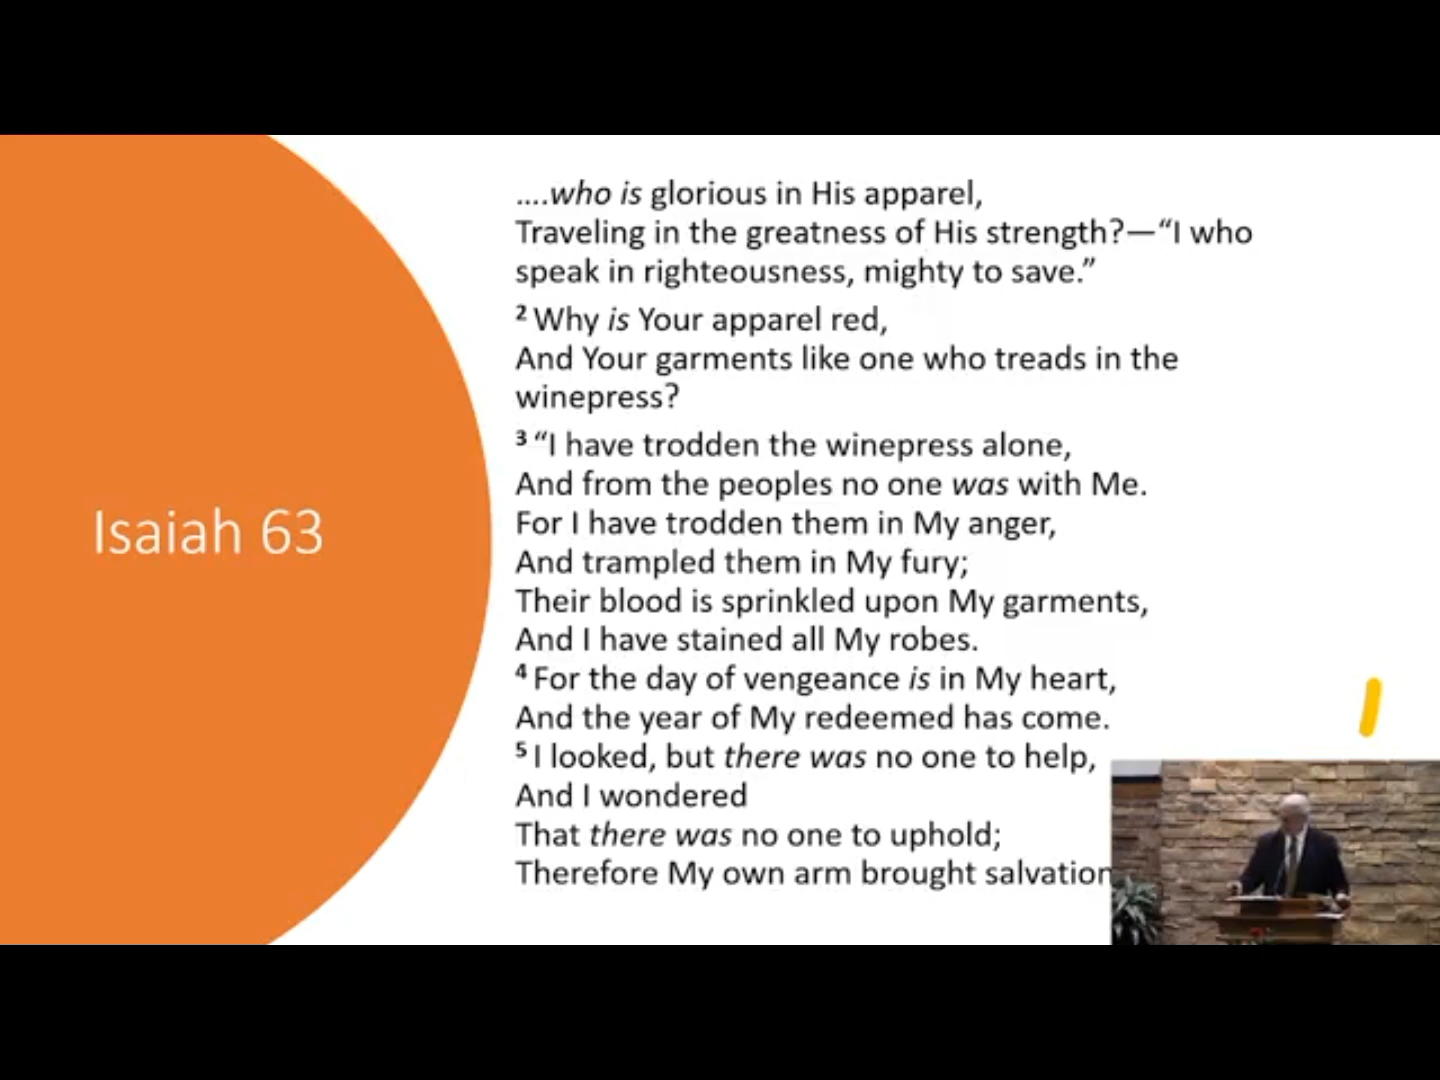 Isaiah 63
....who is glorious in His apparel,
Traveling in the greatness of His strength?—“I who
speak in righteousness, mighty to save.”
2 Why is Your apparel red,
And Your garments like one who treads in the
winepress?
3 “I have trodden the winepress alone,
And from the peoples no one was with Me.
For I have trodden them in My anger,
And trampled them in My fury;
Their blood is sprinkled upon My garments,
And I have stained all My robes.
4 For the day of vengeance is in My heart,
And the year of My redeemed has come.
5 I looked, but there was no one to help,
And I wondered
That there was no one to uphold;
Therefore My own arm brought salvation